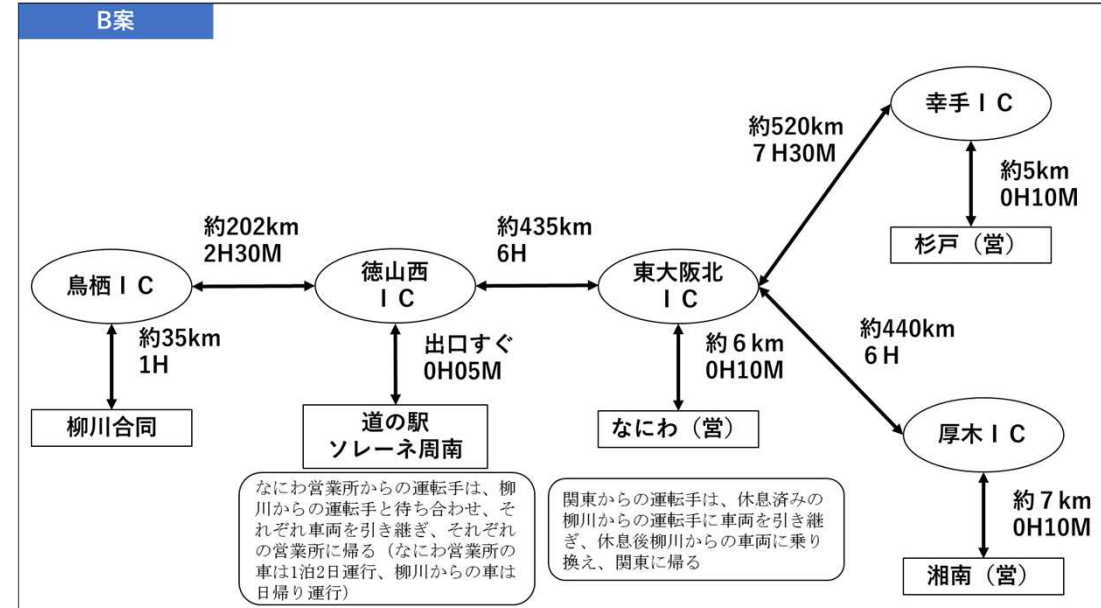 B案
幸手ＩＣ
約520km
７H30M
約5km
0H10M
杉戸（営）
約202km
2H30M
約435km
6H
鳥栖ＩＣ
徳山西
ＩＣ
東大阪北
ＩＣ
約35km
1H
出口すぐ
0H05M
約６km
0H10M
約440km
６H
柳川合同
道の駅
ソレーネ周南
なにわ（営）
厚木ＩＣ
なにわ営業所からの運転手は、柳
川からの運転手と待ち合わせ、そ
れぞれ車両を引き継ぎ、それぞれ
の営業所に帰る（なにわ営業所の
車は1泊2日運行、柳川からの車は
日帰り運行）
関東からの運転手は、休息済みの
柳川からの運転手に車両を引き継
ぎ、休息後柳川からの車両に乗り
換え、関東に帰る
約７km
0H10M
湘南（営）